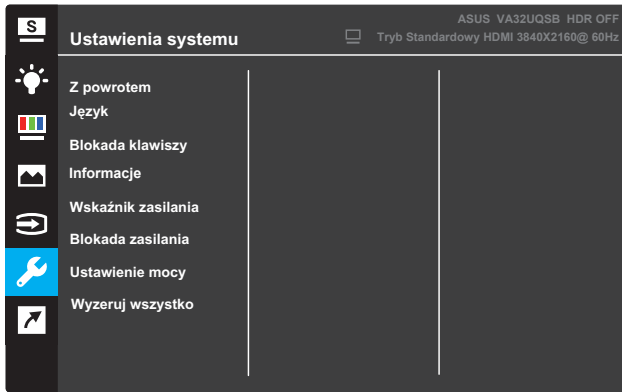 S
ASUS VA32UQSB HDR OFF
Ustawienia systemu
Tryb Standardowy HDMI 3840X2160@ 60Hz
Z powrotem
Język
Blokada klawiszy
Informacje
Wskaźnik zasilania
Blokada zasilania
Ustawienie mocy
Wyzeruj wszystko